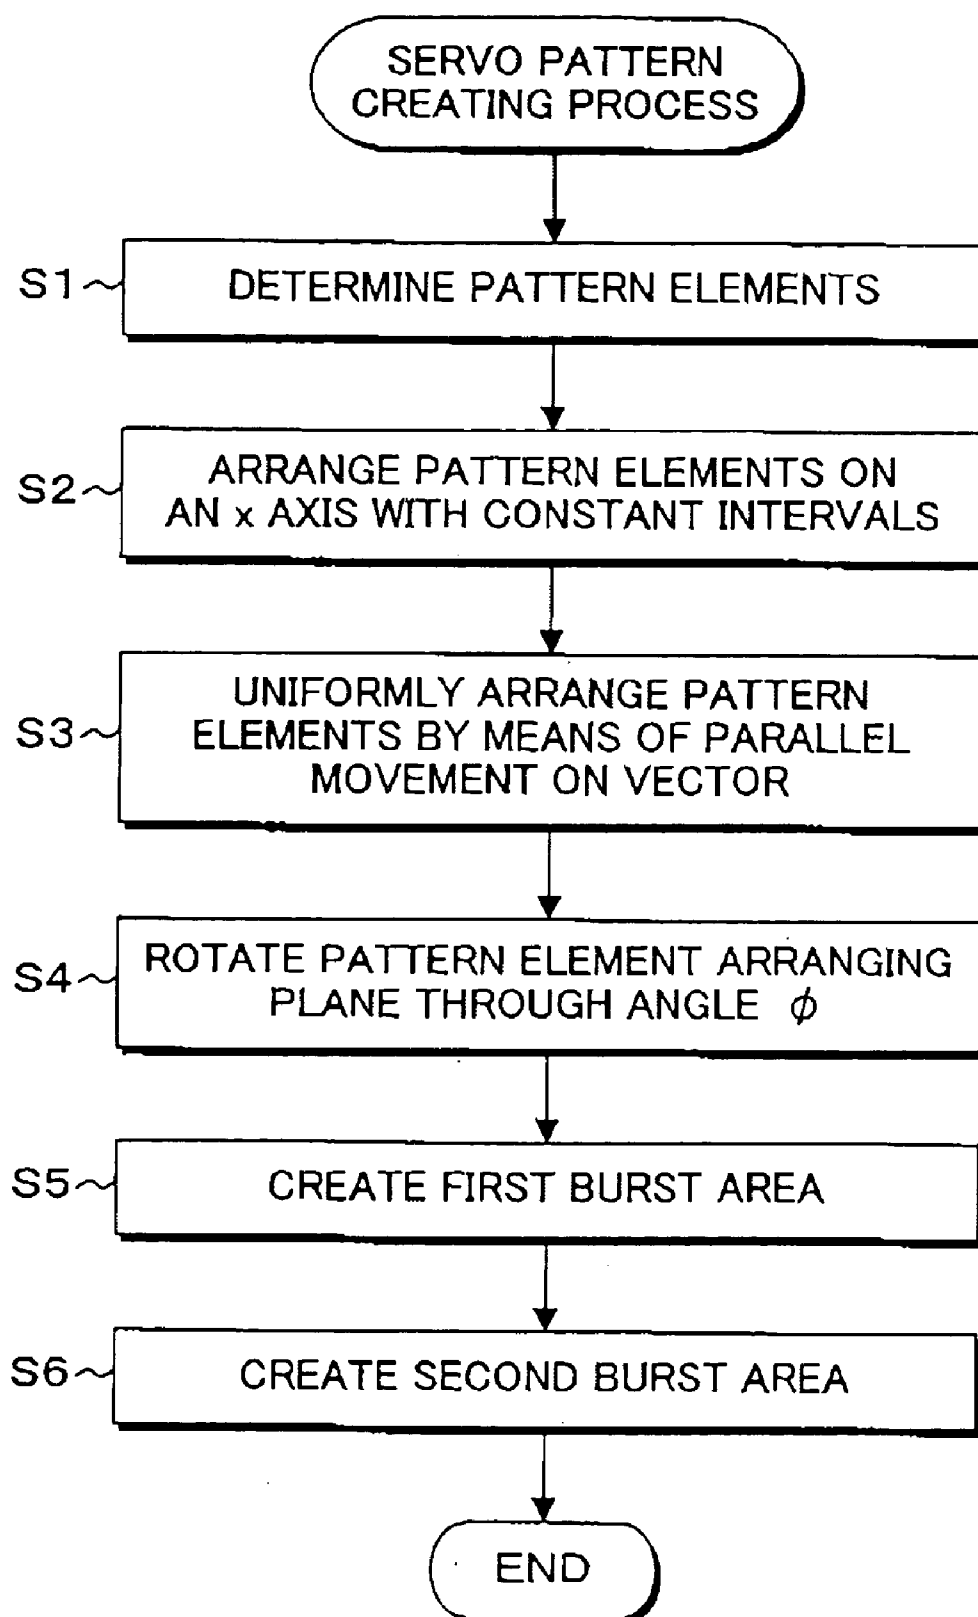 SERVO PATTERN
CREATING PROCESS
S1
DETERMINE PATTERN ELEMENTS
S2
ARRANGE PATTERN ELEMENTS ON
AN x AXIS WITH CONSTANT INTERVALS
S3
UNIFORMLY ARRANGE PATTERN
ELEMENTS BY MEANS OF PARALLEL
MOVEMENT ON VECTOR
S4
ROTATE PATTERN ELEMENT ARRANGING
PLANE THROUGH ANGLE ϕ
S5
CREATE FIRST BURST AREA
S6
CREATE SECOND BURST AREA
END